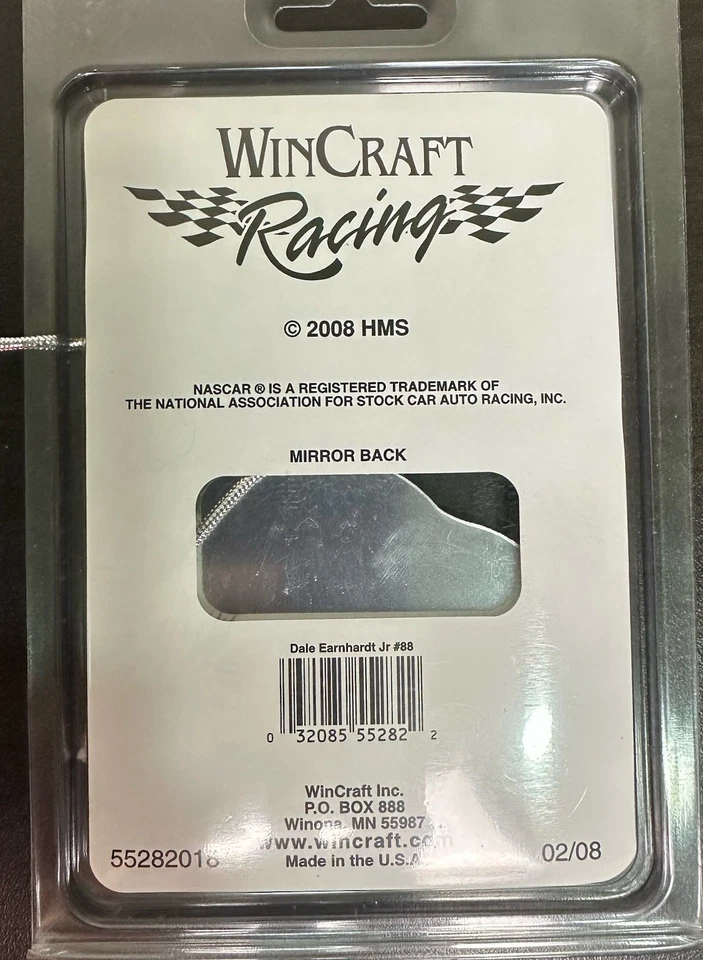 WINCRAFT
Racing
© 2008 HMS
NASCAR ® IS A REGISTERED TRADEMARK OF
THE NATIONAL ASSOCIATION FOR STOCK CAR AUTO RACING, INC.
MIRROR BACK
Dale Earnhardt Jr #88
0 32085 55282 2
WinCraft Inc.
P.O. BOX 888
Winona, MN 55987
www.wincraft.com
55282018 Made in the U.S.A 02/08